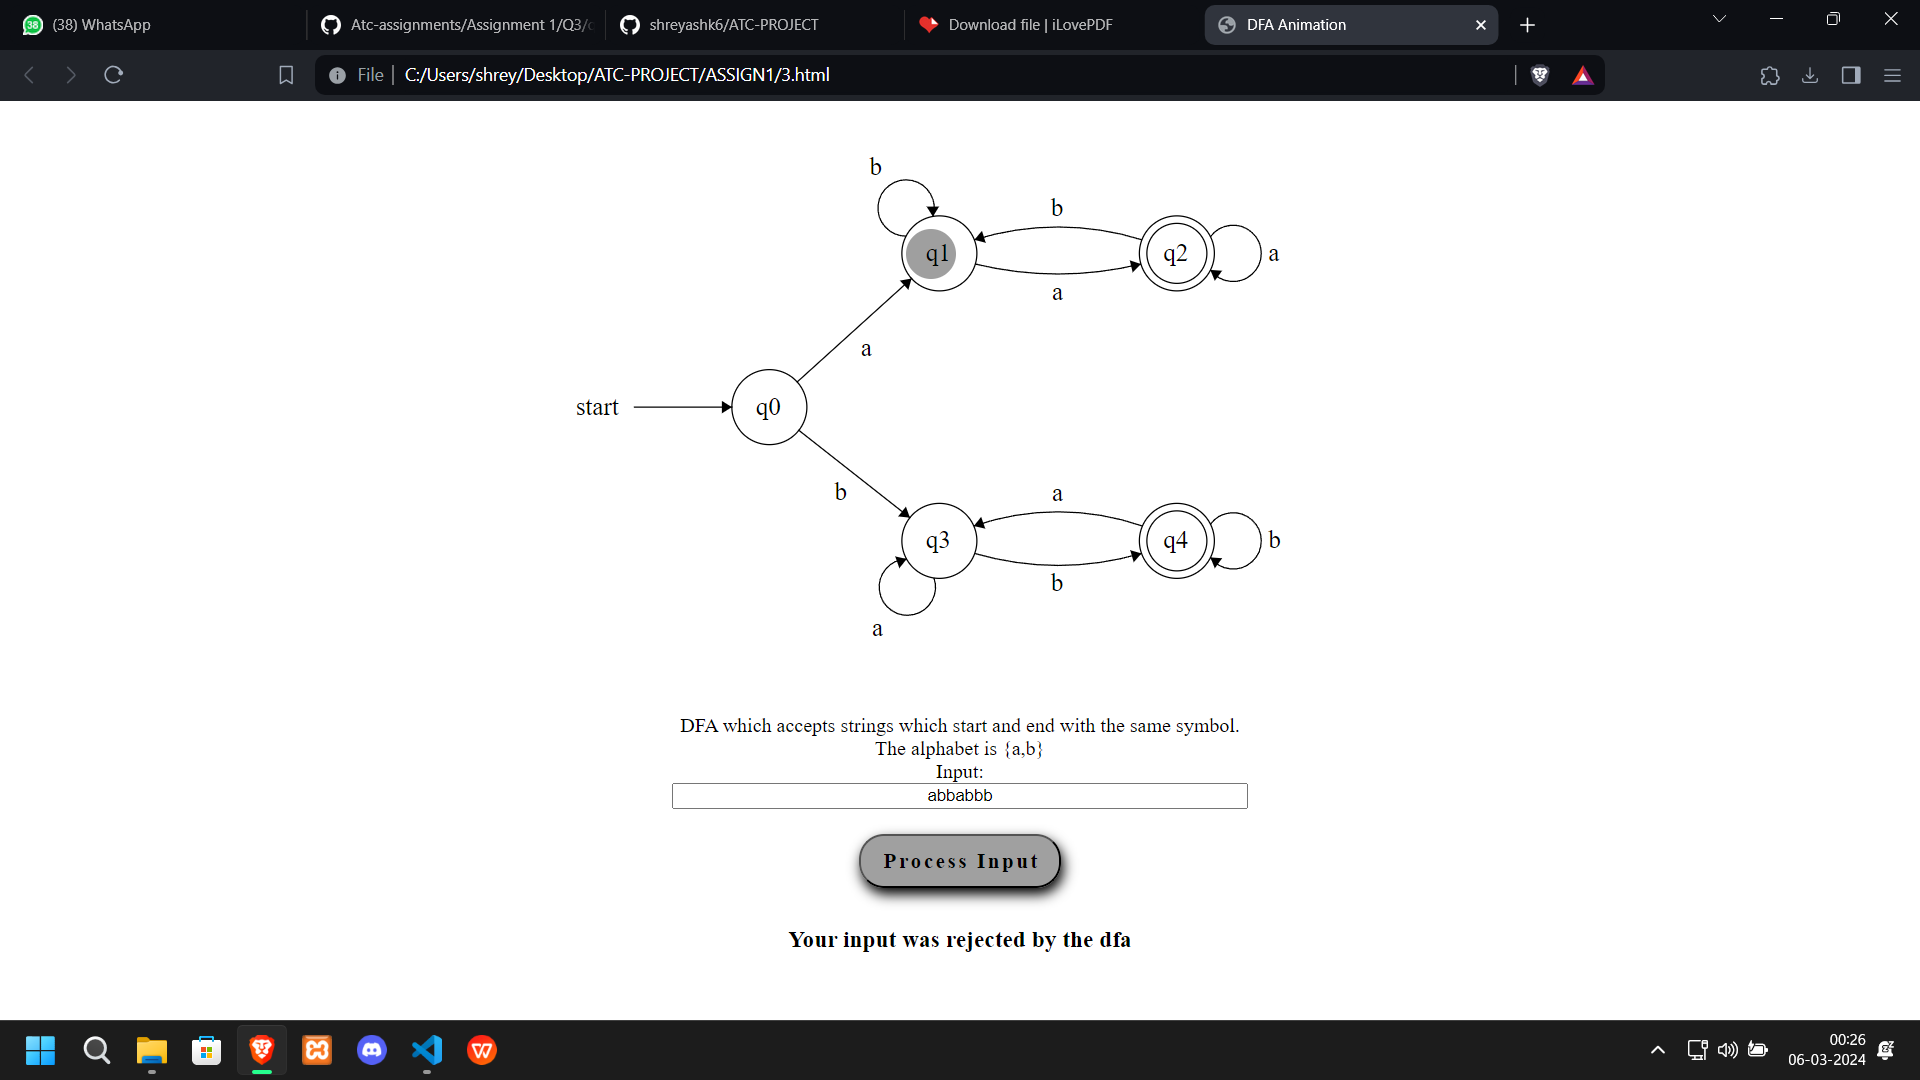 38 (38) WhatsApp
Atc-assignments/Assignment 1/Q3/
shreyashk6/ATC-PROJECT
Download file | iLovePDF
DFA Animation
File | C:/Users/shrey/Desktop/ATC-PROJECT/ASSIGN1/3.html
b
b
q1
q2
a
a
a
start
q0
b
a
q3
q4
b
b
a
DFA which accepts strings which start and end with the same symbol.
The alphabet is {a,b}
Input:
abbabbb
Process Input
Your input was rejected by the dfa
00:26
06-03-2024